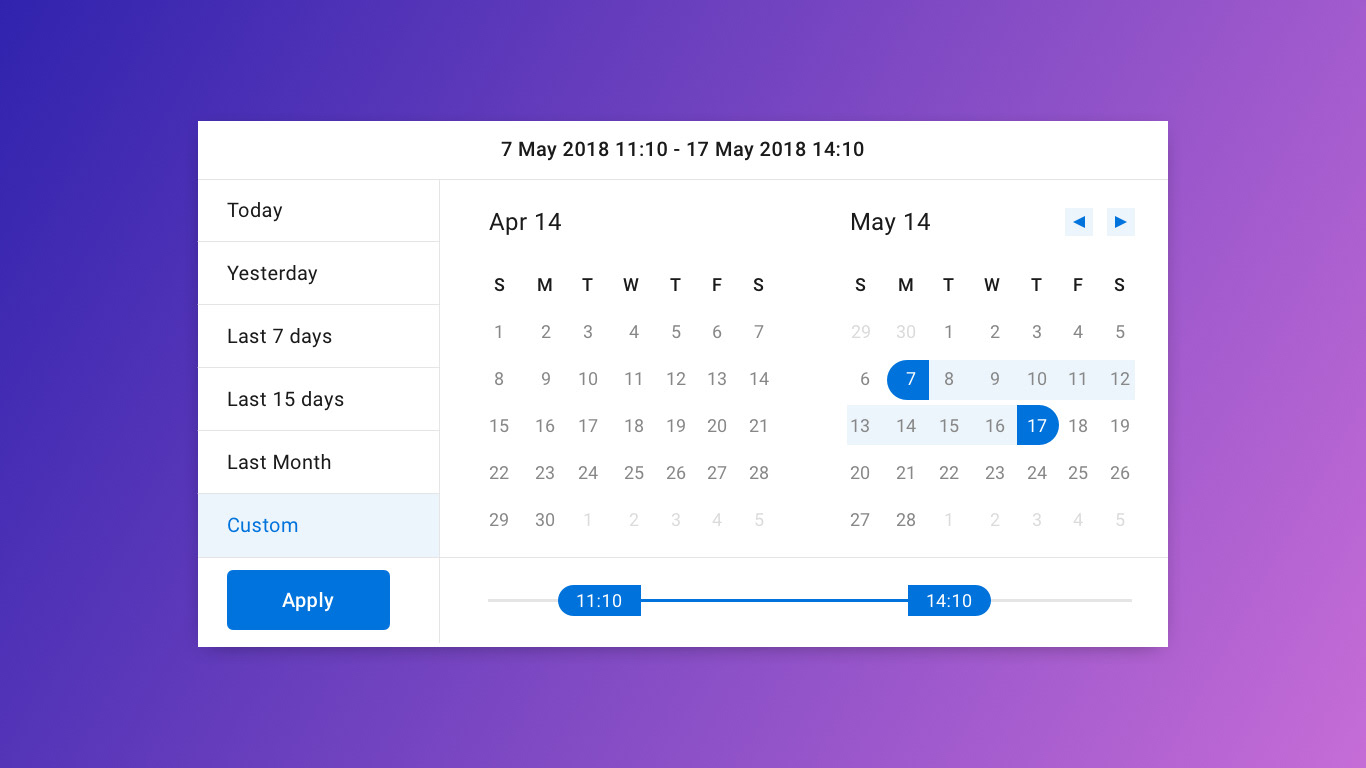 7 May 2018 11:10 - 17 May 2018 14:10
Today
Yesterday
Last 7 days
Last 15 days
Last Month
Custom
Apply
Apr 14
S M T W T F S
1 2 3 4 5 6 7
8 9 10 11 12 13 14
15 16 17 18 19 20 21
22 23 24 25 26 27 28
29 30 1 2 3 4 5
May 14
S M T W T F S
29 30 1 2 3 4 5
6 7 8 9 10 11 12
13 14 15 16 17 18 19
20 21 22 23 24 25 26
27 28 1 2 3 4 5
11:10 14:10